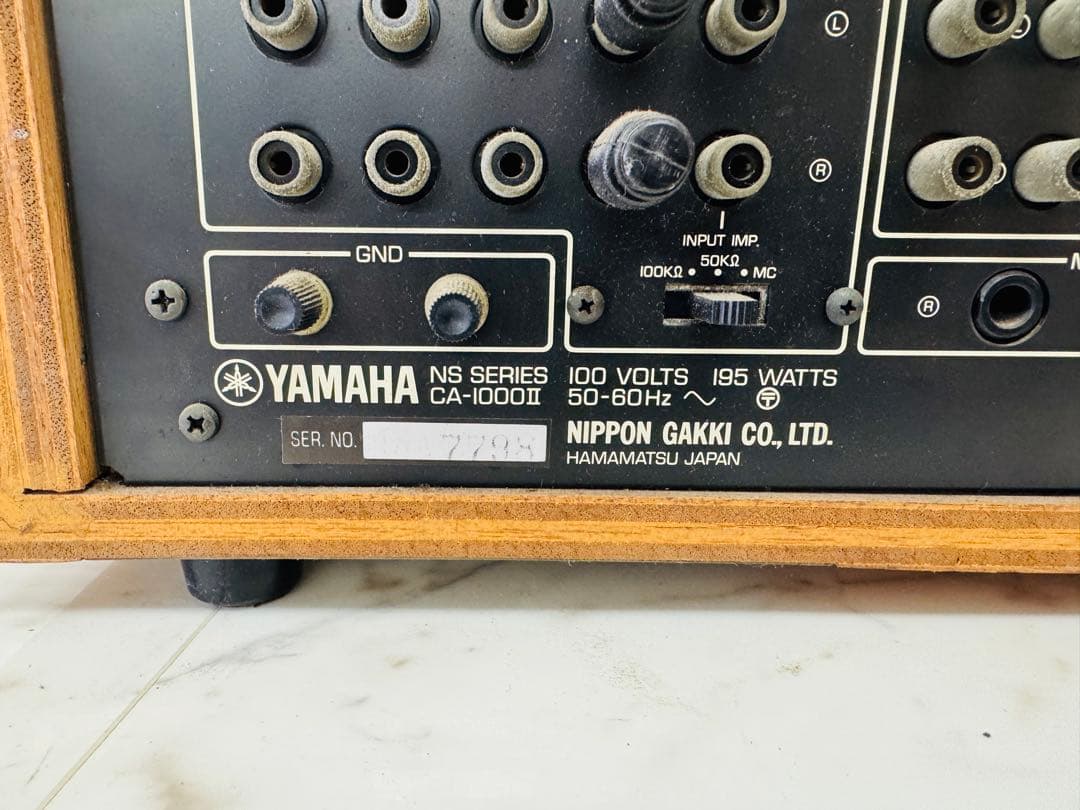 L
R
INPUT IMP.
50KΩ
100KΩ • • • MC
GND
R
YAMAHA
NS SERIES
CA-1000II
100 VOLTS 195 WATTS
50-60Hz ∼
SER. NO.
NIPPON GAKKI CO., LTD.
HAMAMATSU JAPAN